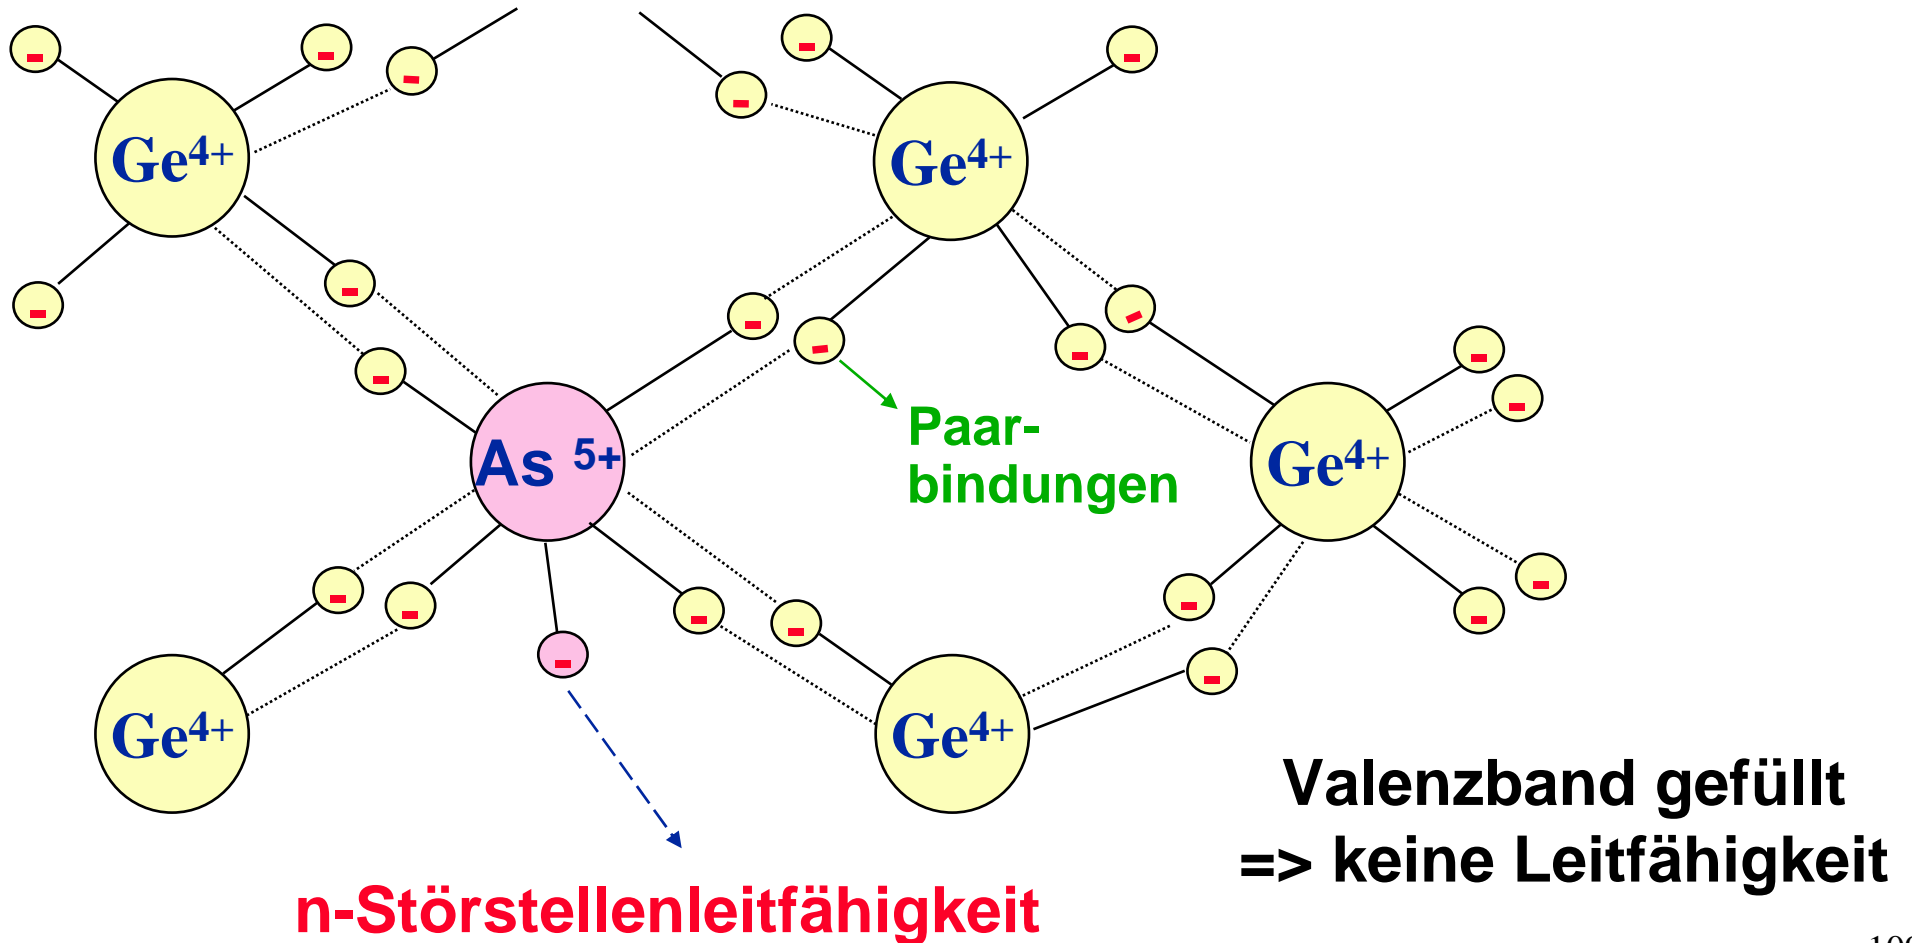 Ge4+
Ge4+
Paar-
bindungen
As 5+
Ge4+
Ge4+
Ge4+
Valenzband gefüllt
=> keine Leitfähigkeit
n-Störstellenleitfähigkeit